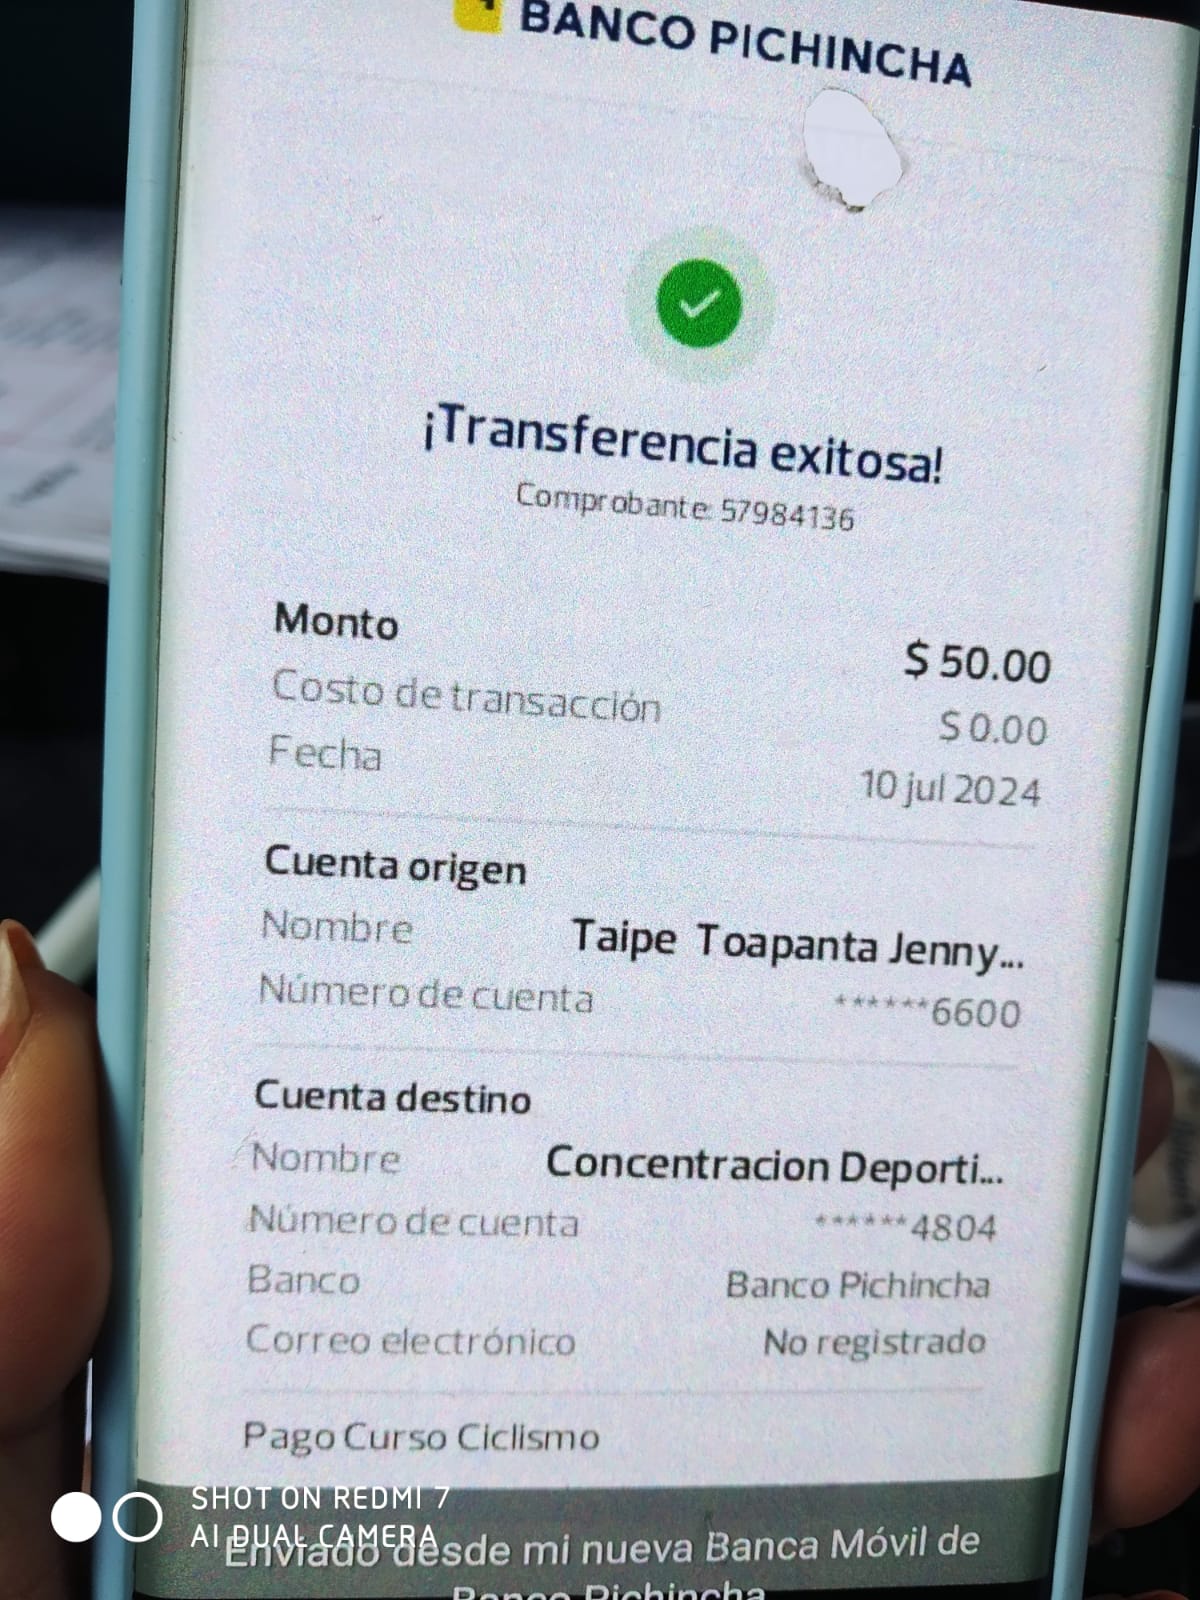 BANCO PICHINCHA
¡Transferencia exitosa!
Comprobante: 57984136
Monto $ 50.00
Costo de transacción $ 0.00
Fecha 10 jul 2024
Cuenta origen
Nombre Taipe Toapanta Jenny...
Número de cuenta ******6600
Cuenta destino
Nombre Concentracion Deporti...
Número de cuenta ******4804
Banco Banco Pichincha
Correo electrónico No registrado
Pago Curso Ciclismo
SHOT ON REDMI 7
AI DUAL CAMERA
Enviado desde mi nueva Banca Móvil de
Banco Pichincha